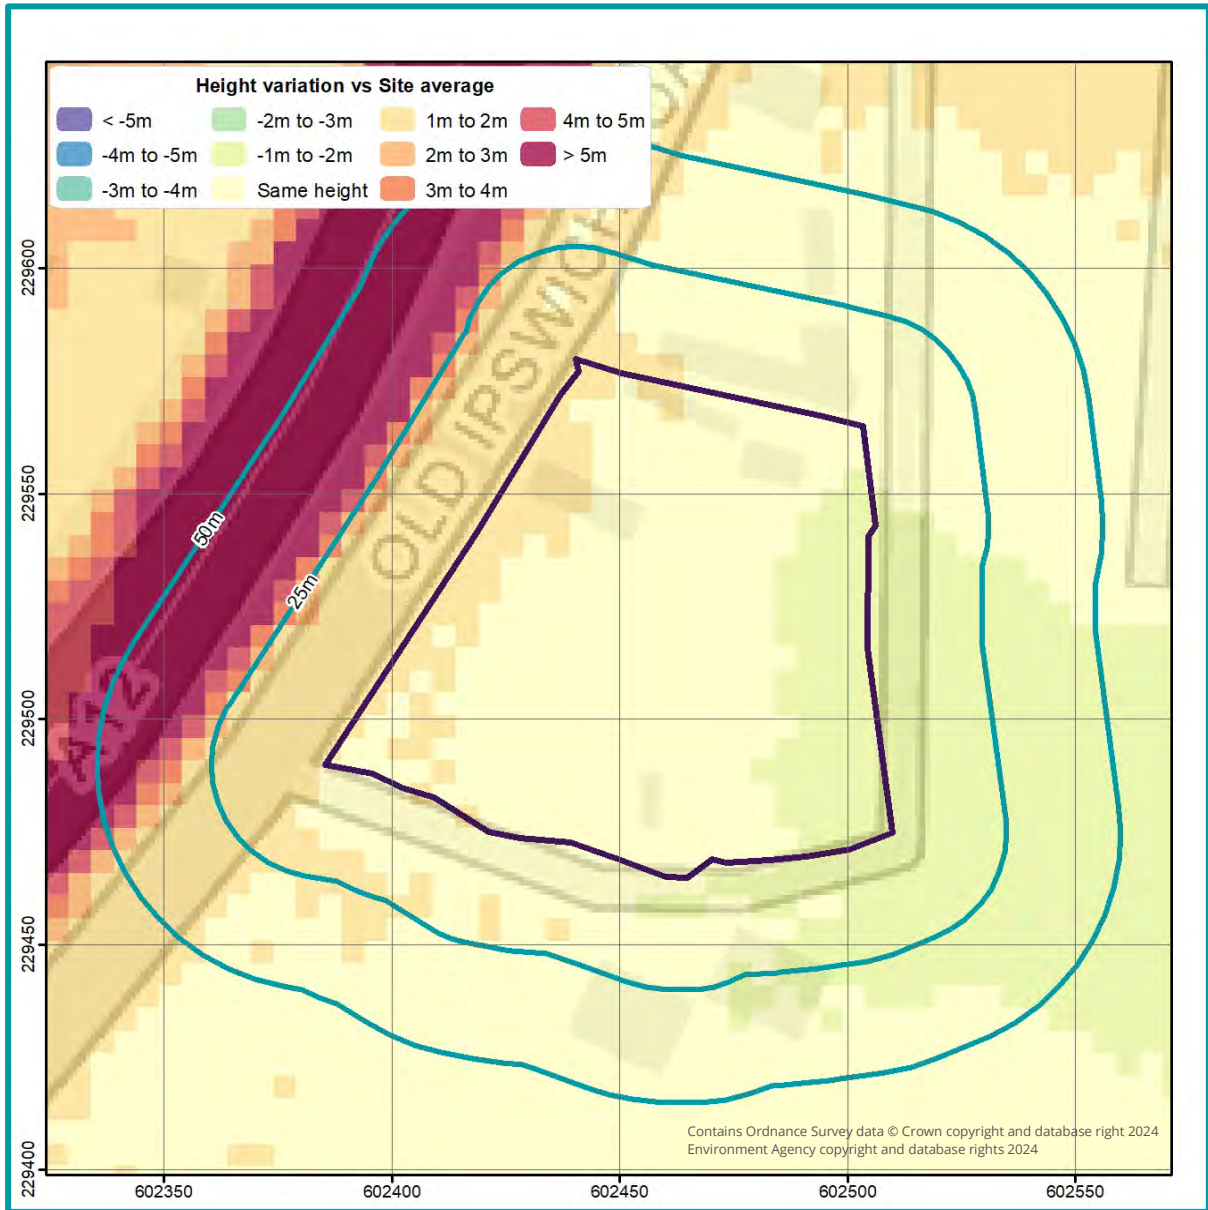 Height variation vs Site average
< -5m
-2m to -3m
1m to 2m
4m to 5m
-4m to -5m
-1m to -2m
2m to 3m
> 5m
-3m to -4m
Same height
3m to 4m
OLD IPSWICH
50m
25m
A12
229600
229550
229500
229450
229400
602350
602400
602450
602500
602550
Contains Ordnance Survey data © Crown copyright and database right 2024
Environment Agency copyright and database rights 2024